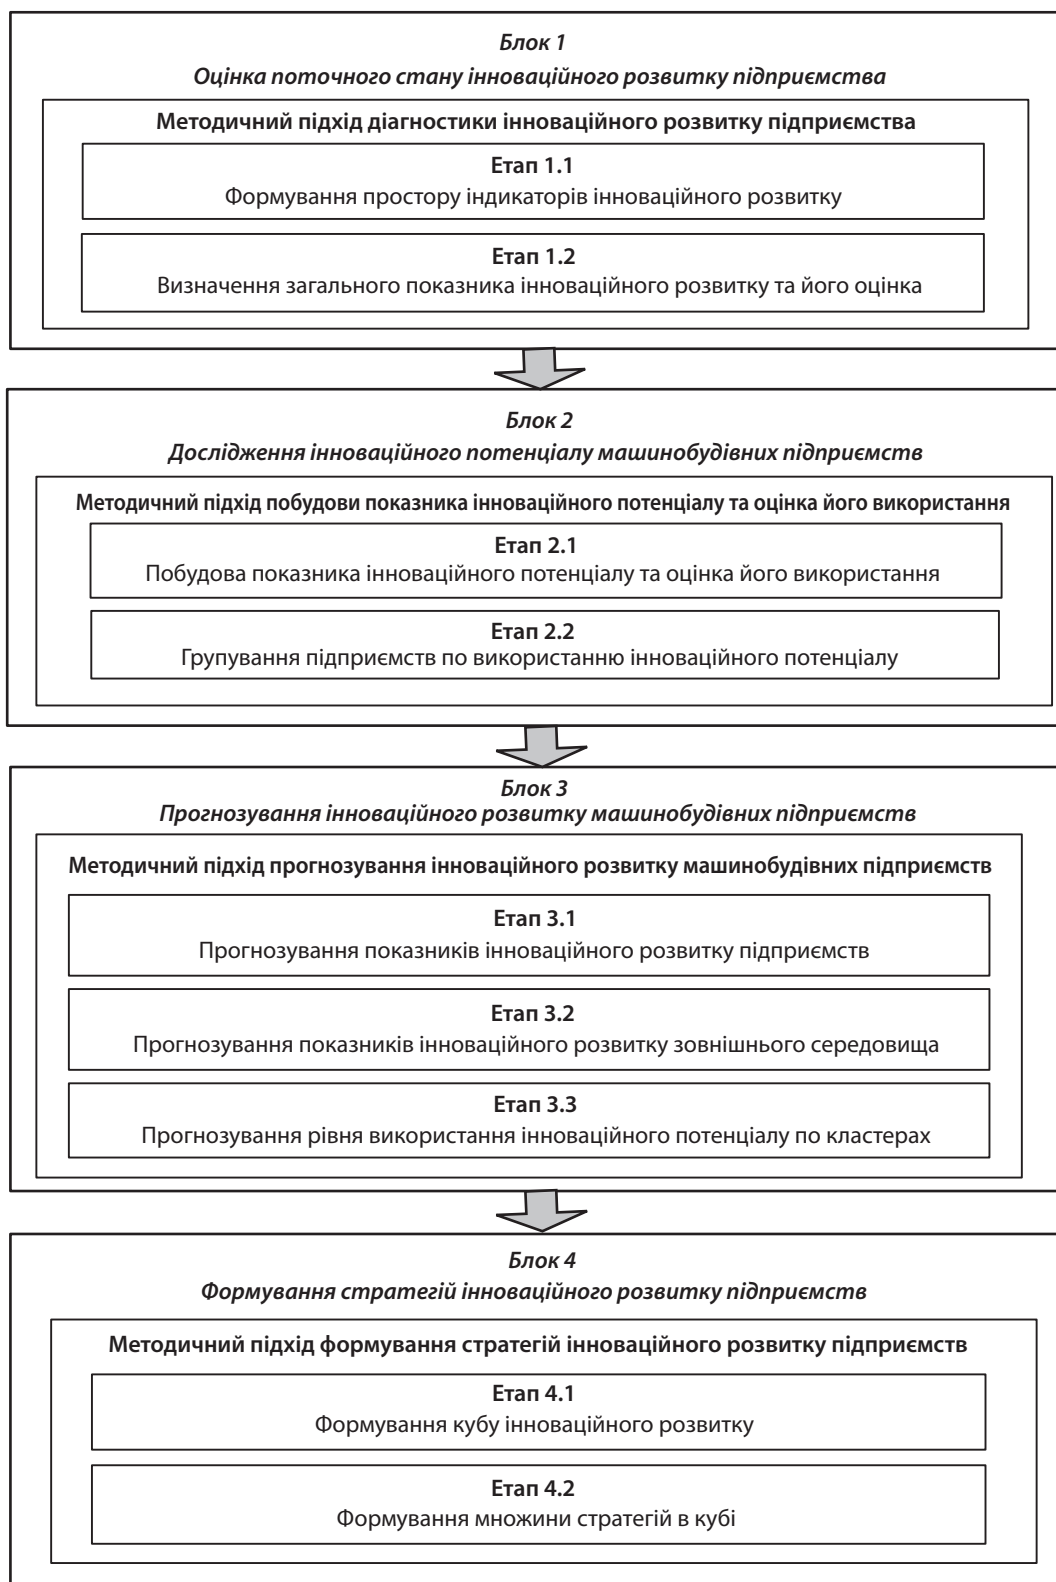 Блок 1
Оцінка поточного стану інноваційного розвитку підприємства
Методичний підхід діагностики інноваційного розвитку підприємства
Етап 1.1
Формування простору індикаторів інноваційного розвитку
Етап 1.2
Визначення загального показника інноваційного розвитку та його оцінка
Блок 2
Дослідження інноваційного потенціалу машинобудівних підприємств
Методичний підхід побудови показника інноваційного потенціалу та оцінка його використання
Етап 2.1
Побудова показника інноваційного потенціалу та оцінка його використання
Етап 2.2
Групування підприємств по використанню інноваційного потенціалу
Блок 3
Прогнозування інноваційного розвитку машинобудівних підприємств
Методичний підхід прогнозування інноваційного розвитку машинобудівних підприємств
Етап 3.1
Прогнозування показників інноваційного розвитку підприємств
Етап 3.2
Прогнозування показників інноваційного розвитку зовнішнього середовища
Етап 3.3
Прогнозування рівня використання інноваційного потенціалу по кластерах
Блок 4
Формування стратегій інноваційного розвитку підприємств
Методичний підхід формування стратегій інноваційного розвитку підприємств
Етап 4.1
Формування кубу інноваційного розвитку
Етап 4.2
Формування множини стратегій в кубі